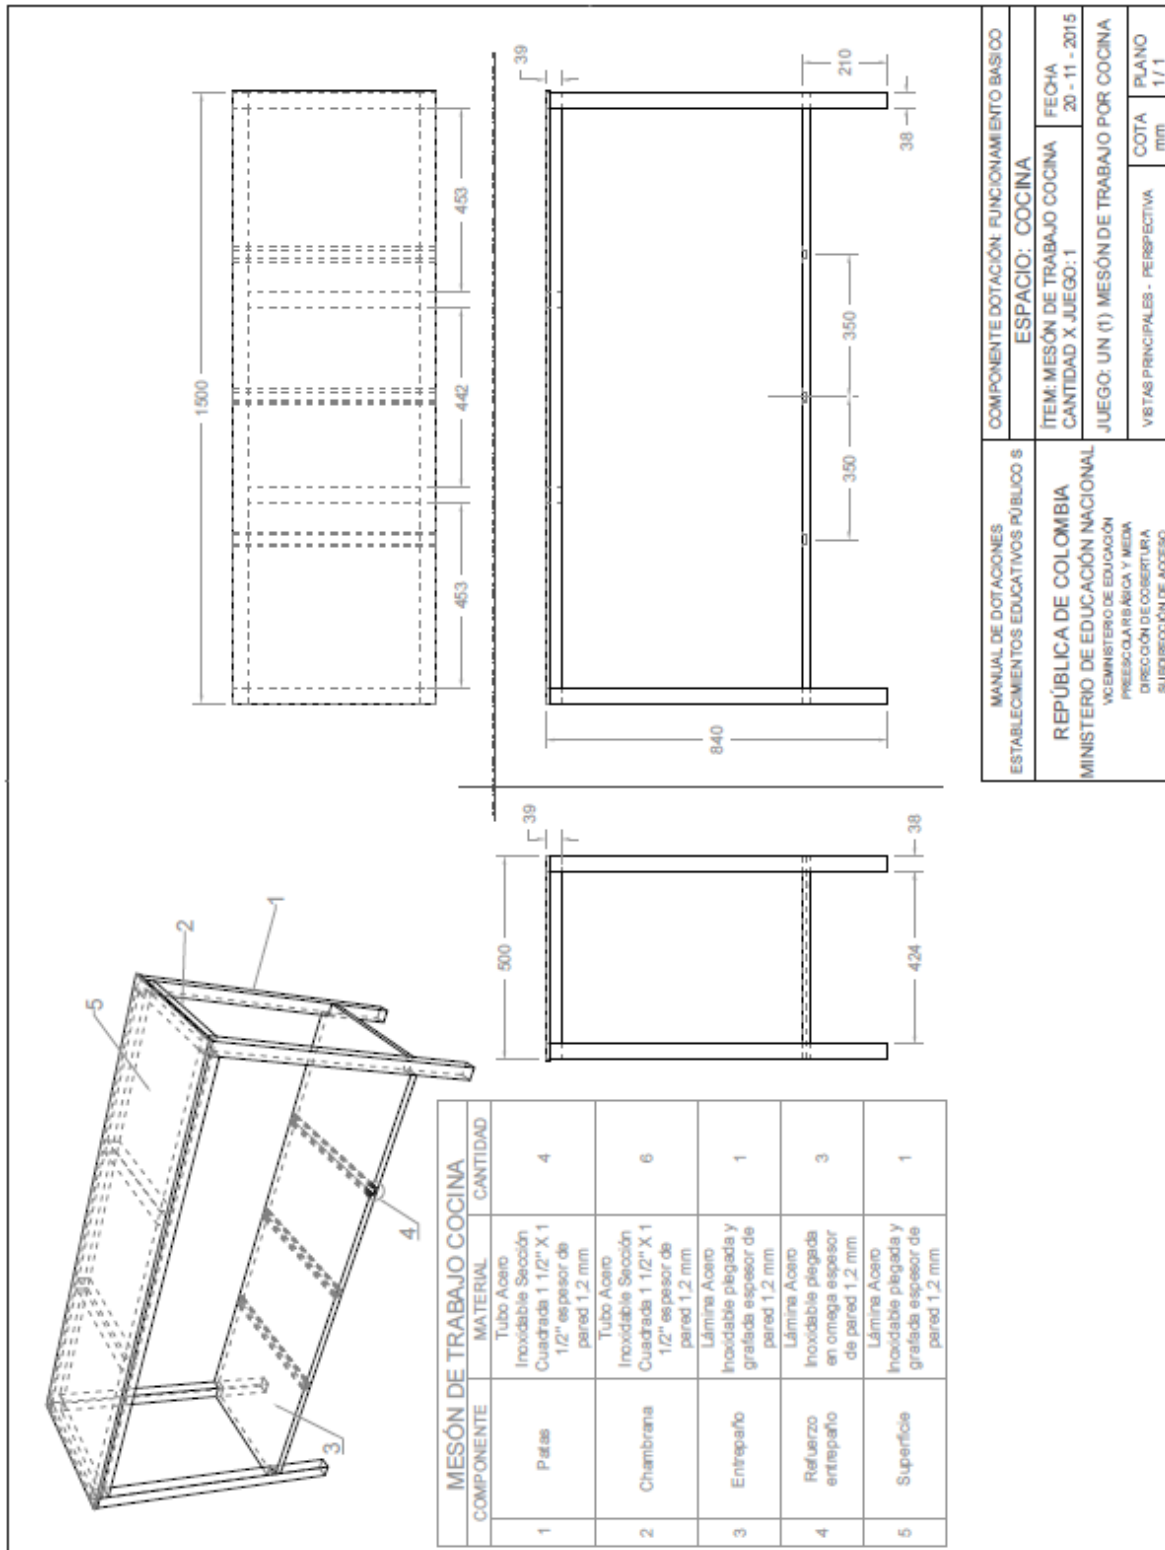 1500
453
442
453
39
210
38
350
350
840
39
500
424
38
1
2
3
4
5
MESÓN DE TRABAJO COCINA
COMPONENTE MATERIAL CANTIDAD
1 Patas Tubo Acero
Inoxidable Sección
Cuadrada 1 1/2" X 1
1/2" espesor de
pared 1,2 mm 4
2 Chambrana Tubo Acero
Inoxidable Sección
Cuadrada 1 1/2" X 1
1/2" espesor de
pared 1,2 mm 6
3 Entrepaño Lámina Acero
Inoxidable plegada y
grafada espesor de
pared 1,2 mm 1
4 Refuerzo
entrepaño Lámina Acero
Inoxidable plegada
en omega espesor
de pared 1,2 mm 3
5 Superficie Lámina Acero
Inoxidable plegada y
grafada espesor de
pared 1,2 mm 1
MANUAL DE DOTACIONES
ESTABLECIMIENTOS EDUCATIVOS PÚBLICOS
REPÚBLICA DE COLOMBIA
MINISTERIO DE EDUCACIÓN NACIONAL
VICEMINISTERIO DE EDUCACIÓN
PREESCOLAR BÁSICA Y MEDIA
DIRECCIÓN DE COBERTURA
SUBDIRECCIÓN DE ACCESO
COMPONENTE DOTACIÓN: FUNCIONAMIENTO BASICO
ESPACIO: COCINA
ÍTEM: MESÓN DE TRABAJO COCINA
CANTIDAD X JUEGO: 1
FECHA
20 - 11 - 2015
JUEGO: UN (1) MESÓN DE TRABAJO POR COCINA
VISTAS PRINCIPALES - PERSPECTIVA
COTA
mm
PLANO
1 / 1